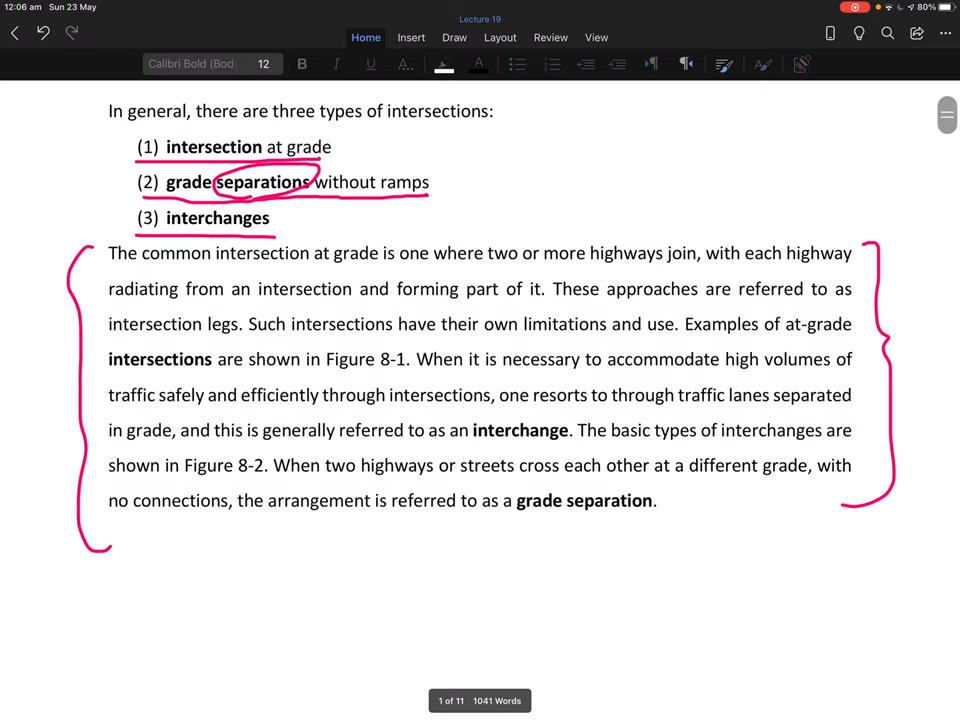 12:06 am Sun 23 May
80%
Lecture 19
Home Insert Draw Layout Review View
Calibri Bold (Bod 12 B I U A
In general, there are three types of intersections:
(1) intersection at grade
(2) grade separations without ramps
(3) interchanges
The common intersection at grade is one where two or more highways join, with each highway
radiating from an intersection and forming part of it. These approaches are referred to as
intersection legs. Such intersections have their own limitations and use. Examples of at-grade
intersections are shown in Figure 8-1. When it is necessary to accommodate high volumes of
traffic safely and efficiently through intersections, one resorts to through traffic lanes separated
in grade, and this is generally referred to as an interchange. The basic types of interchanges are
shown in Figure 8-2. When two highways or streets cross each other at a different grade, with
no connections, the arrangement is referred to as a grade separation.
1 of 11 1041 Words